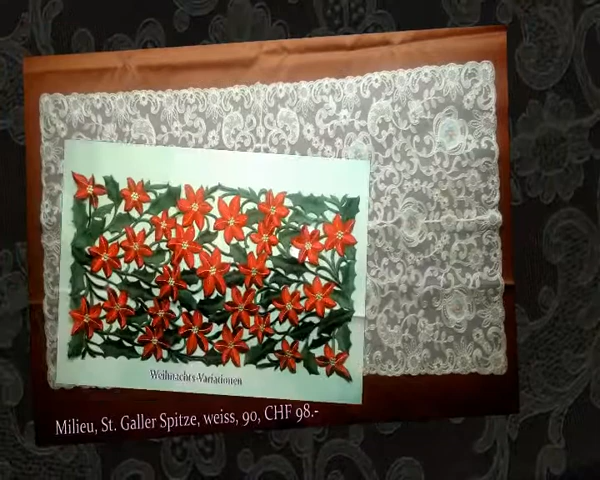 Weihnachts-Variationen
Milieu, St. Galler Spitze, weiss, 90, CHF 98.-